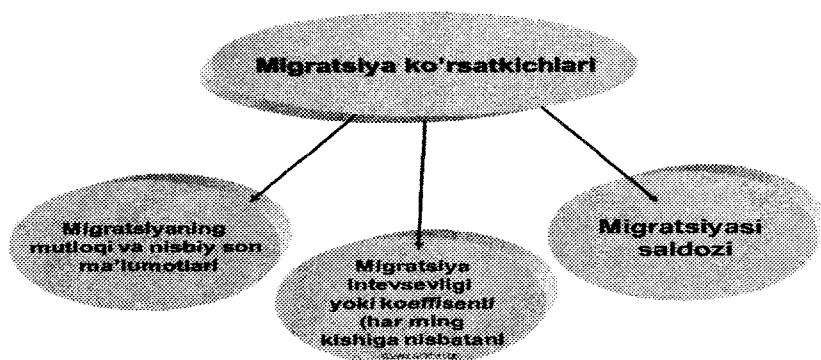 Migratsiya ko'rsatkichlari
Migratsiyaning
mutloqi va nisbiy son
ma'lumotlari
Migratsiya
intevsevligi
yoki koeffisenti
(har ming
kishiga nisbatani
Migratsiyasi
saldozi